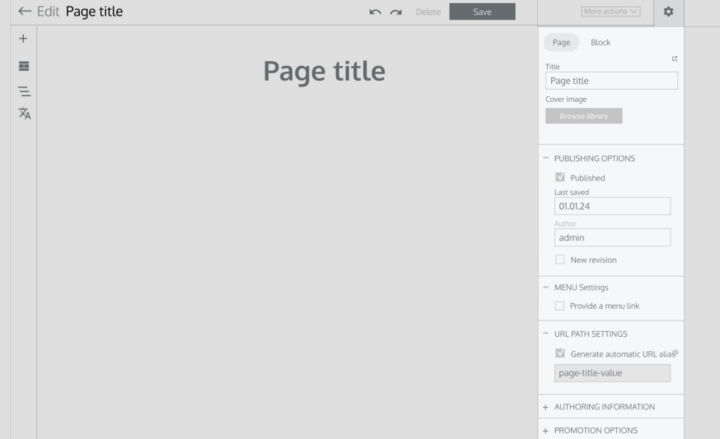 Edit Page title
Delete
Save
More actions
Page title
Page
Block
Title
Page title
Cover image
Browse library
PUBLISHING OPTIONS
Published
Last saved
01.01.24
Author
admin
New revision
MENU Settings
Provide a menu link
URL PATH SETTINGS
Generate automatic URL alias
page-title-value
AUTHORING INFORMATION
PROMOTION OPTIONS